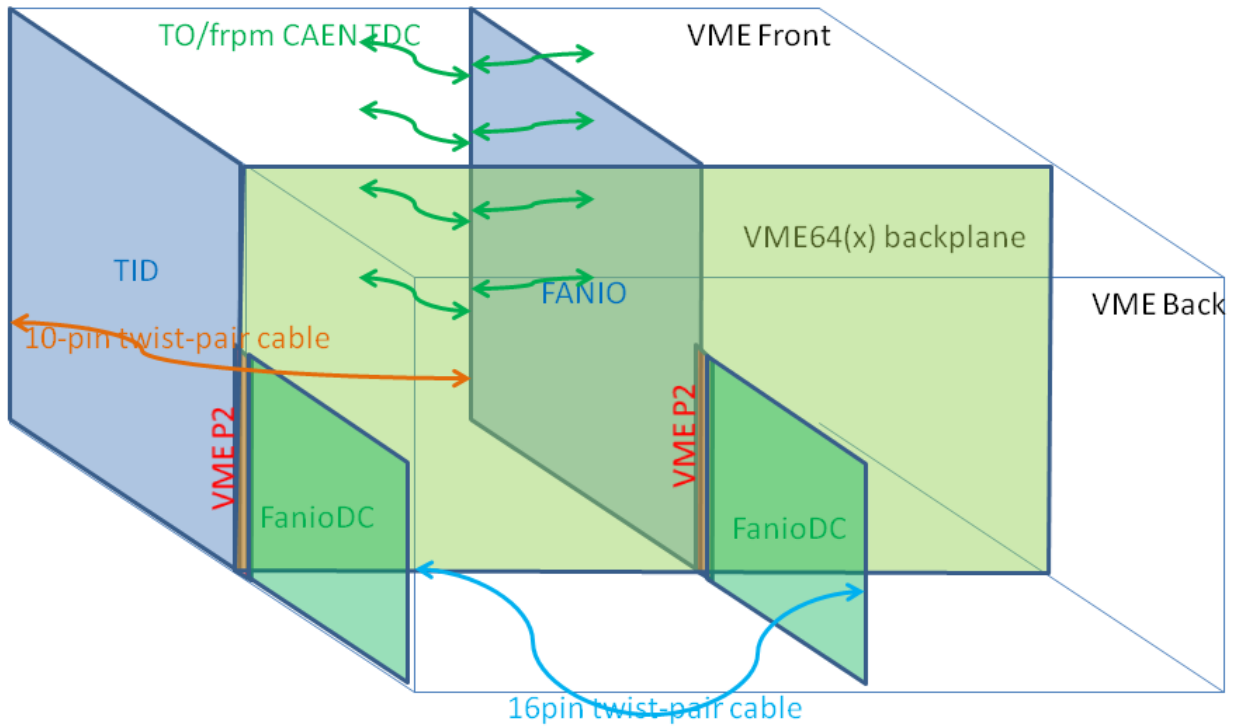 TO/frpm CAEN TDC
VME Front
VME64(x) backplane
TID
FANIO
VME Back
10-pin twist-pair cable
VME P2
VME P2
FanioDC
FanioDC
16pin twist-pair cable